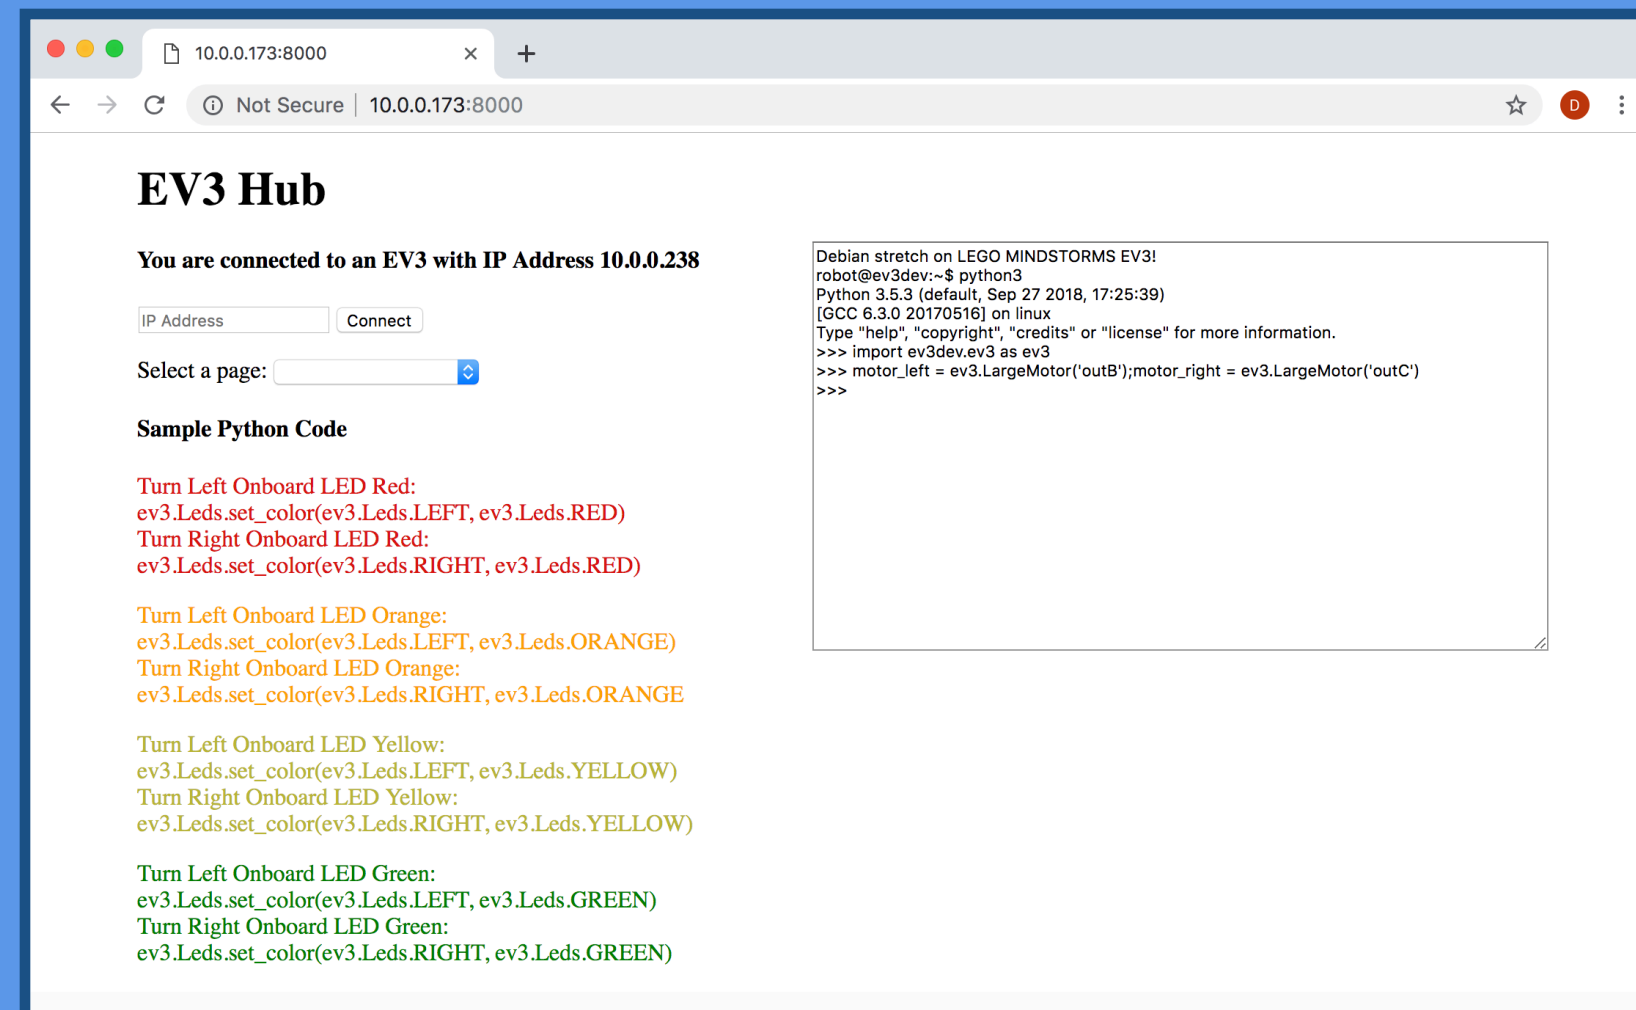 10.0.0.173:8000
Not Secure | 10.0.0.173:8000
D
EV3 Hub
You are connected to an EV3 with IP Address 10.0.0.238
IP Address
Connect
Select a page:
Sample Python Code
Turn Left Onboard LED Red:
ev3.Leds.set_color(ev3.Leds.LEFT, ev3.Leds.RED)
Turn Right Onboard LED Red:
ev3.Leds.set_color(ev3.Leds.RIGHT, ev3.Leds.RED)
Turn Left Onboard LED Orange:
ev3.Leds.set_color(ev3.Leds.LEFT, ev3.Leds.ORANGE)
Turn Right Onboard LED Orange:
ev3.Leds.set_color(ev3.Leds.RIGHT, ev3.Leds.ORANGE
Turn Left Onboard LED Yellow:
ev3.Leds.set_color(ev3.Leds.LEFT, ev3.Leds.YELLOW)
Turn Right Onboard LED Yellow:
ev3.Leds.set_color(ev3.Leds.RIGHT, ev3.Leds.YELLOW)
Turn Left Onboard LED Green:
ev3.Leds.set_color(ev3.Leds.LEFT, ev3.Leds.GREEN)
Turn Right Onboard LED Green:
ev3.Leds.set_color(ev3.Leds.RIGHT, ev3.Leds.GREEN)
Debian stretch on LEGO MINDSTORMS EV3!
robot@ev3dev:~$ python3
Python 3.5.3 (default, Sep 27 2018, 17:25:39)
[GCC 6.3.0 20170516] on linux
Type "help", "copyright", "credits" or "license" for more information.
>>> import ev3dev.ev3 as ev3
>>> motor_left = ev3.LargeMotor('outB');motor_right = ev3.LargeMotor('outC')
>>>